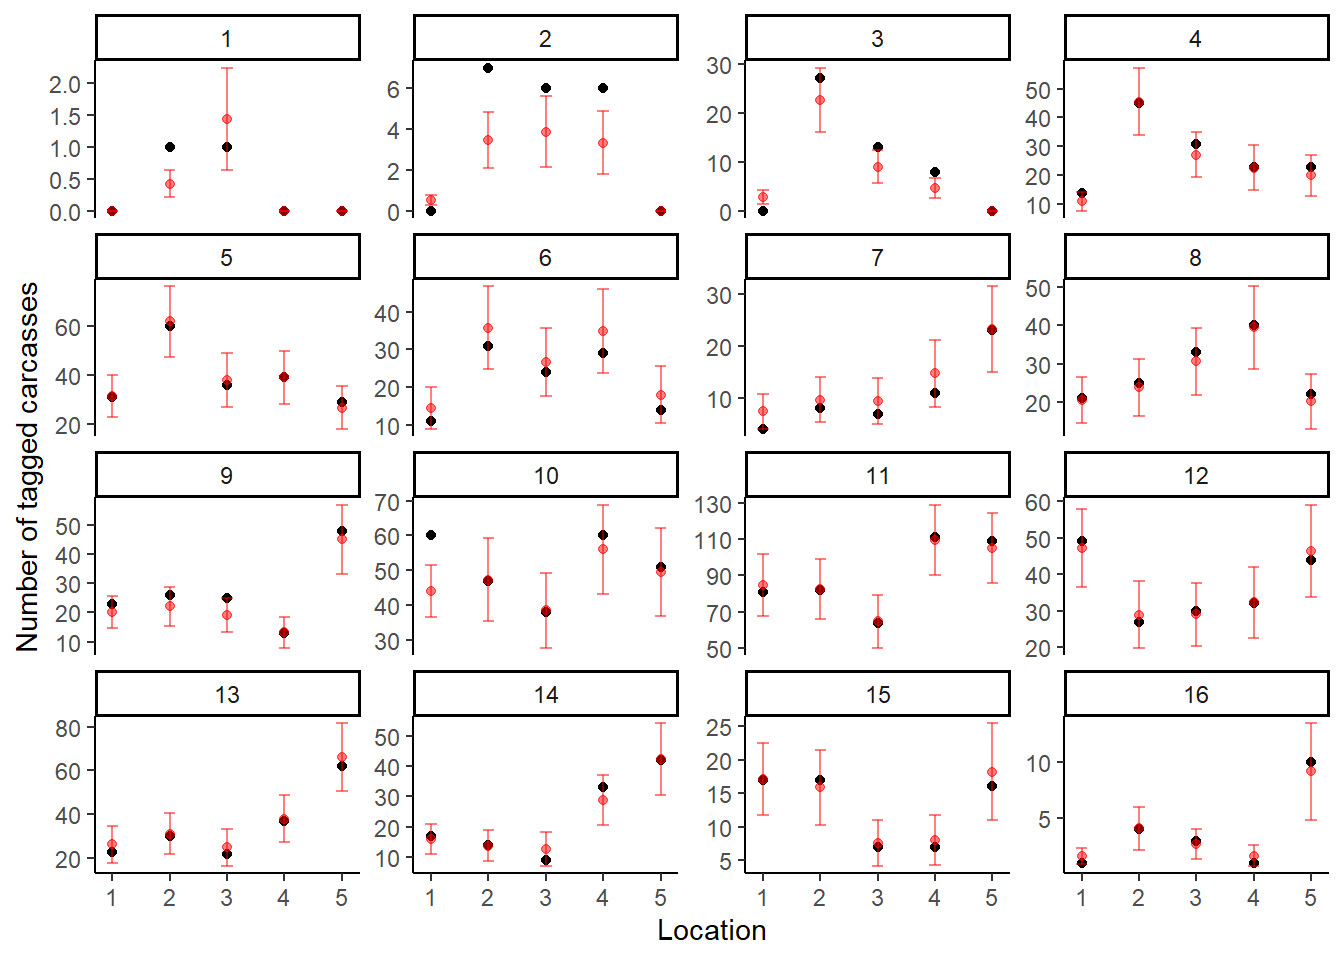 1 2 3 4
2.0 1.5 1.0 0.5 0.0
6 4 2 0
30 20 10 0
50 40 30 20 10
5 6 7 8
60 40 20
40 30 20 10
30 20 10
50 40 30 20
9 10 11 12
50 40 30 20 10
70 60 50 40 30
130 110 90 70 50
60 50 40 30 20
13 14 15 16
80 60 40 20
50 40 30 20 10
25 20 15 10 5
10 5
1 2 3 4 5
1 2 3 4 5
1 2 3 4 5
1 2 3 4 5
Number of tagged carcasses
Location